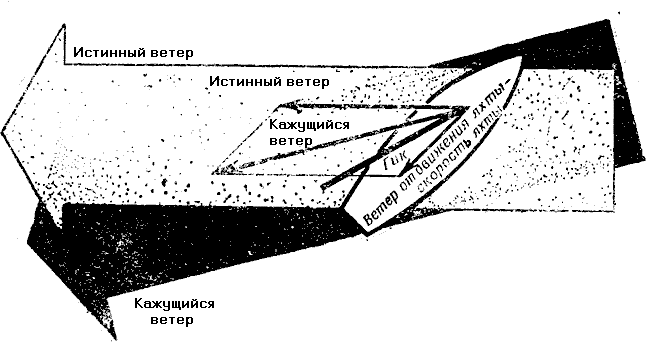 Истинный ветер
Истинный ветер
Кажущийся
ветер
Гик
Ветер от движения яхты-
скорость яхты
Кажущийся
ветер